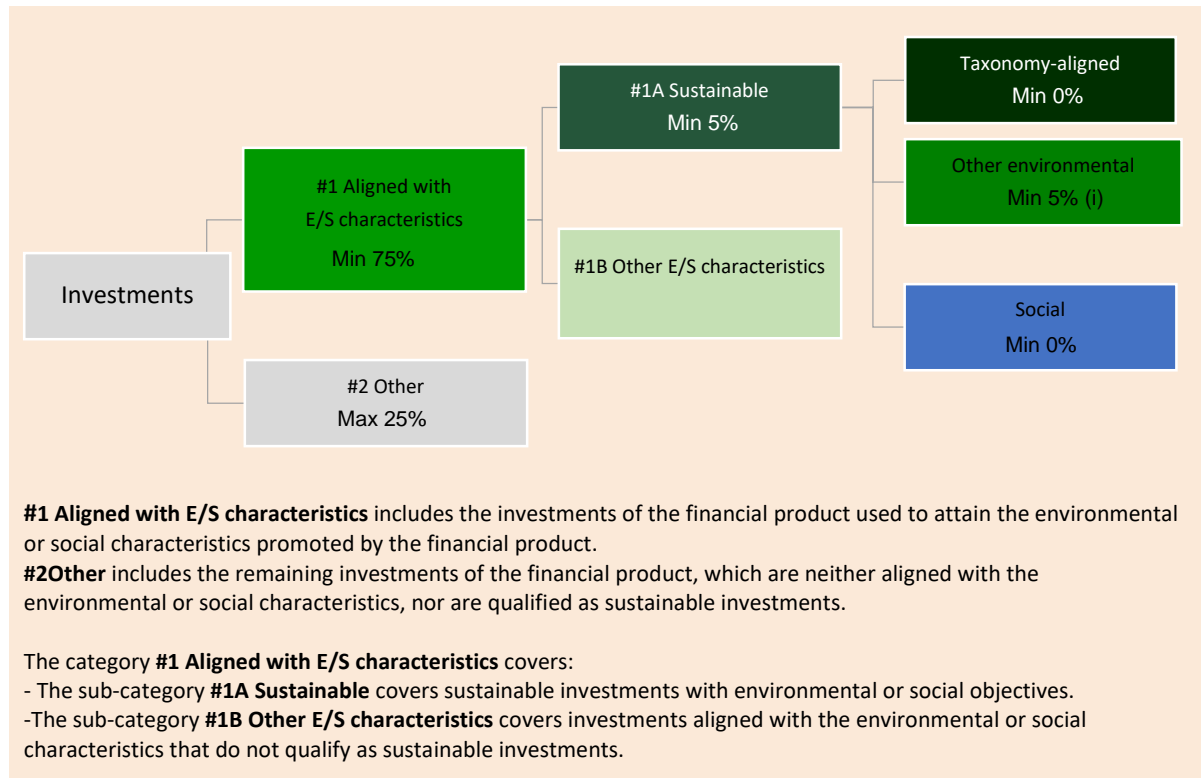 Investments
#1 Aligned with
E/S characteristics
Min 75%
#2 Other
Max 25%
#1A Sustainable
Min 5%
#1B Other E/S characteristics
Taxonomy-aligned
Min 0%
Other environmental
Min 5% (i)
Social
Min 0%
#1 Aligned with E/S characteristics includes the investments of the financial product used to attain the environmental
or social characteristics promoted by the financial product.
#2Other includes the remaining investments of the financial product, which are neither aligned with the
environmental or social characteristics, nor are qualified as sustainable investments.
The category #1 Aligned with E/S characteristics covers:
- The sub-category #1A Sustainable covers sustainable investments with environmental or social objectives.
-The sub-category #1B Other E/S characteristics covers investments aligned with the environmental or social
characteristics that do not qualify as sustainable investments.